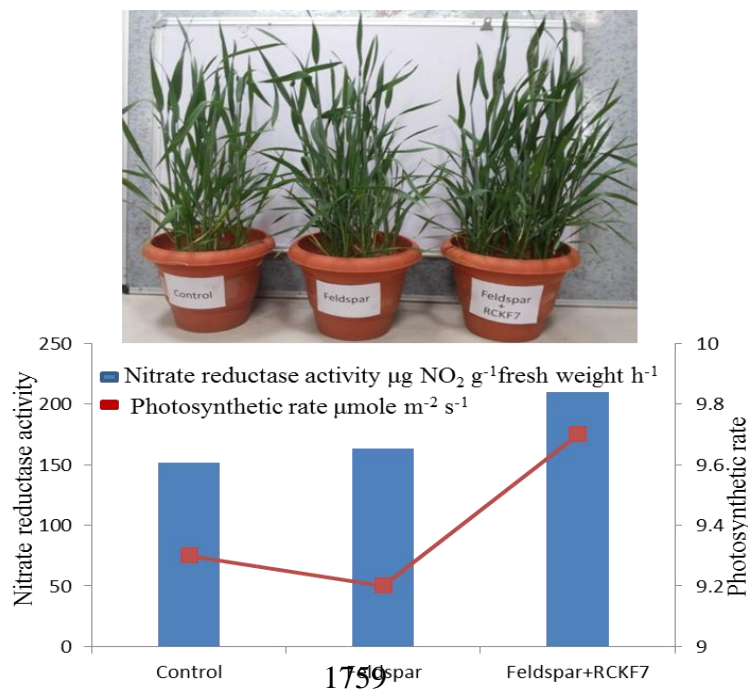 Control
Feldspar
Feldspar
+
RCKF7
250
200
150
100
50
0
Nitrate reductase activity
Nitrate reductase activity µg NO₂ g⁻¹fresh weight h⁻¹
Photosynthetic rate µmole m⁻² s⁻¹
10
9.8
9.6
9.4
9.2
9
Photosynthetic rate
Control
Feldspar
Feldspar+RCKF7
1759